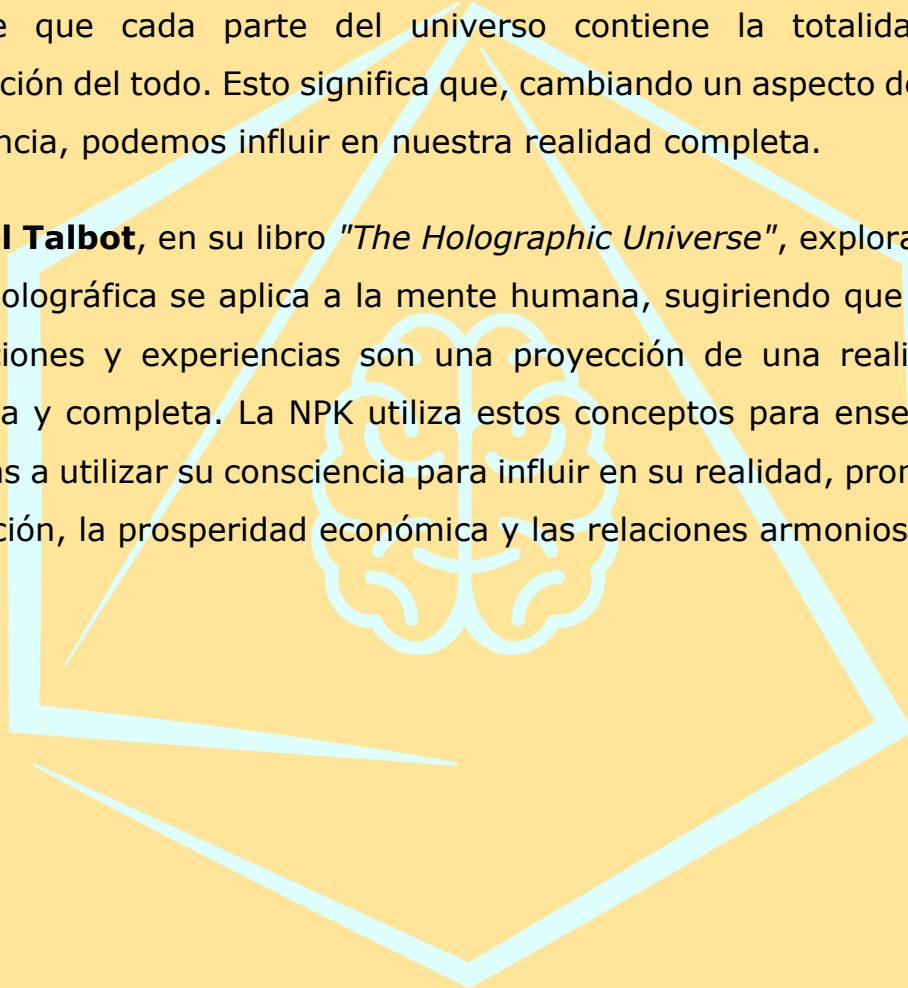 e que cada parte del universo contiene la totalida
ción del todo. Esto significa que, cambiando un aspecto de
ncia, podemos influir en nuestra realidad completa.
l Talbot, en su libro "The Holographic Universe", explora
olográfica se aplica a la mente humana, sugiriendo que
ciones y experiencias son una proyección de una reali
a y completa. La NPK utiliza estos conceptos para ense
as a utilizar su consciencia para influir en su realidad, pron
ción, la prosperidad económica y las relaciones armonios